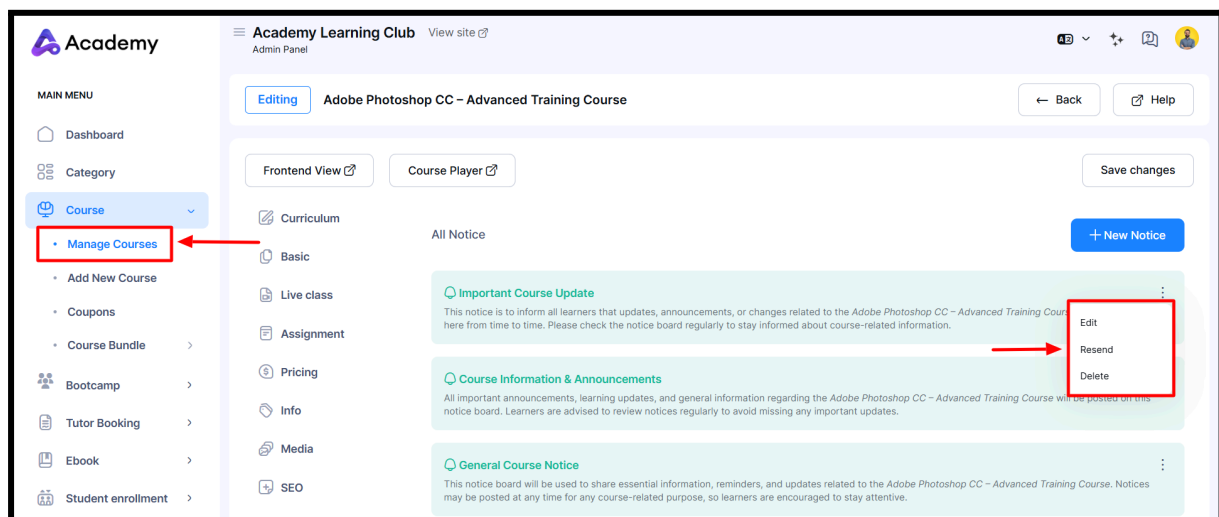 Academy
MAIN MENU
Dashboard
Category
Course
Manage Courses
Add New Course
Coupons
Course Bundle
Bootcamp
Tutor Booking
Ebook
Student enrollment
Academy Learning Club View site
Admin Panel
Editing Adobe Photoshop CC – Advanced Training Course
← Back
Help
Frontend View
Course Player
Save changes
Curriculum
Basic
Live class
Assignment
Pricing
Info
Media
SEO
All Notice
+ New Notice
Important Course Update
This notice is to inform all learners that updates, announcements, or changes related to the Adobe Photoshop CC – Advanced Training
here from time to time. Please check the notice board regularly to stay informed about course-related information.
Edit
Resend
Delete
Course Information & Announcements
All important announcements, learning updates, and general information regarding the Adobe Photoshop CC – Advanced Training Course will be posted on this
notice board. Learners are advised to review notices regularly to avoid missing any important updates.
General Course Notice
This notice board will be used to share essential information, reminders, and updates related to the Adobe Photoshop CC – Advanced Training Course. Notices
may be posted at any time for any course-related purpose, so learners are encouraged to stay attentive.